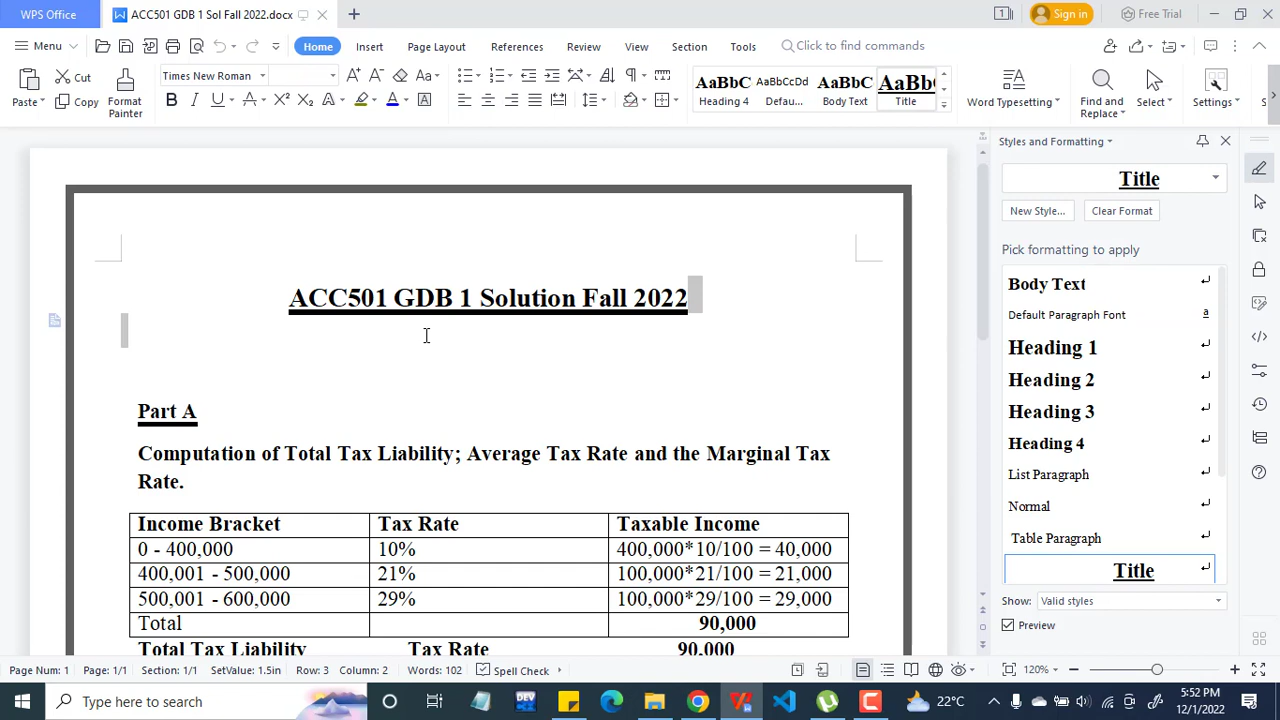 WPS Office
ACC501 GDB 1 Sol Fall 2022.docx
Sign in
Free Trial
Menu
Home
Insert
Page Layout
References
Review
View
Section
Tools
Click to find commands
Paste
Cut
Copy
Format Painter
Times New Roman
AaBbC
Heading 4
AaBbCcDd
Defau...
AaBbC
Body Text
AaBb
Title
Word Typesetting
Find and Replace
Select
Settings
ACC501 GDB 1 Solution Fall 2022
Part A
Computation of Total Tax Liability; Average Tax Rate and the Marginal Tax
Rate.
Income Bracket Tax Rate Taxable Income
0 - 400,000 10% 400,000*10/100 = 40,000
400,001 - 500,000 21% 100,000*21/100 = 21,000
500,001 - 600,000 29% 100,000*29/100 = 29,000
Total 90,000
Total Tax Liability Tax Rate 90,000
Styles and Formatting
Title
New Style...
Clear Format
Pick formatting to apply
Body Text
Default Paragraph Font a
Heading 1
Heading 2
Heading 3
Heading 4
List Paragraph
Normal
Table Paragraph
Title
Show: Valid styles
Preview
Page Num: 1 Page: 1/1 Section: 1/1 SetValue: 1.5in Row: 3 Column: 2 Words: 102 Spell Check
120%
Type here to search
22°C
5:52 PM
12/1/2022